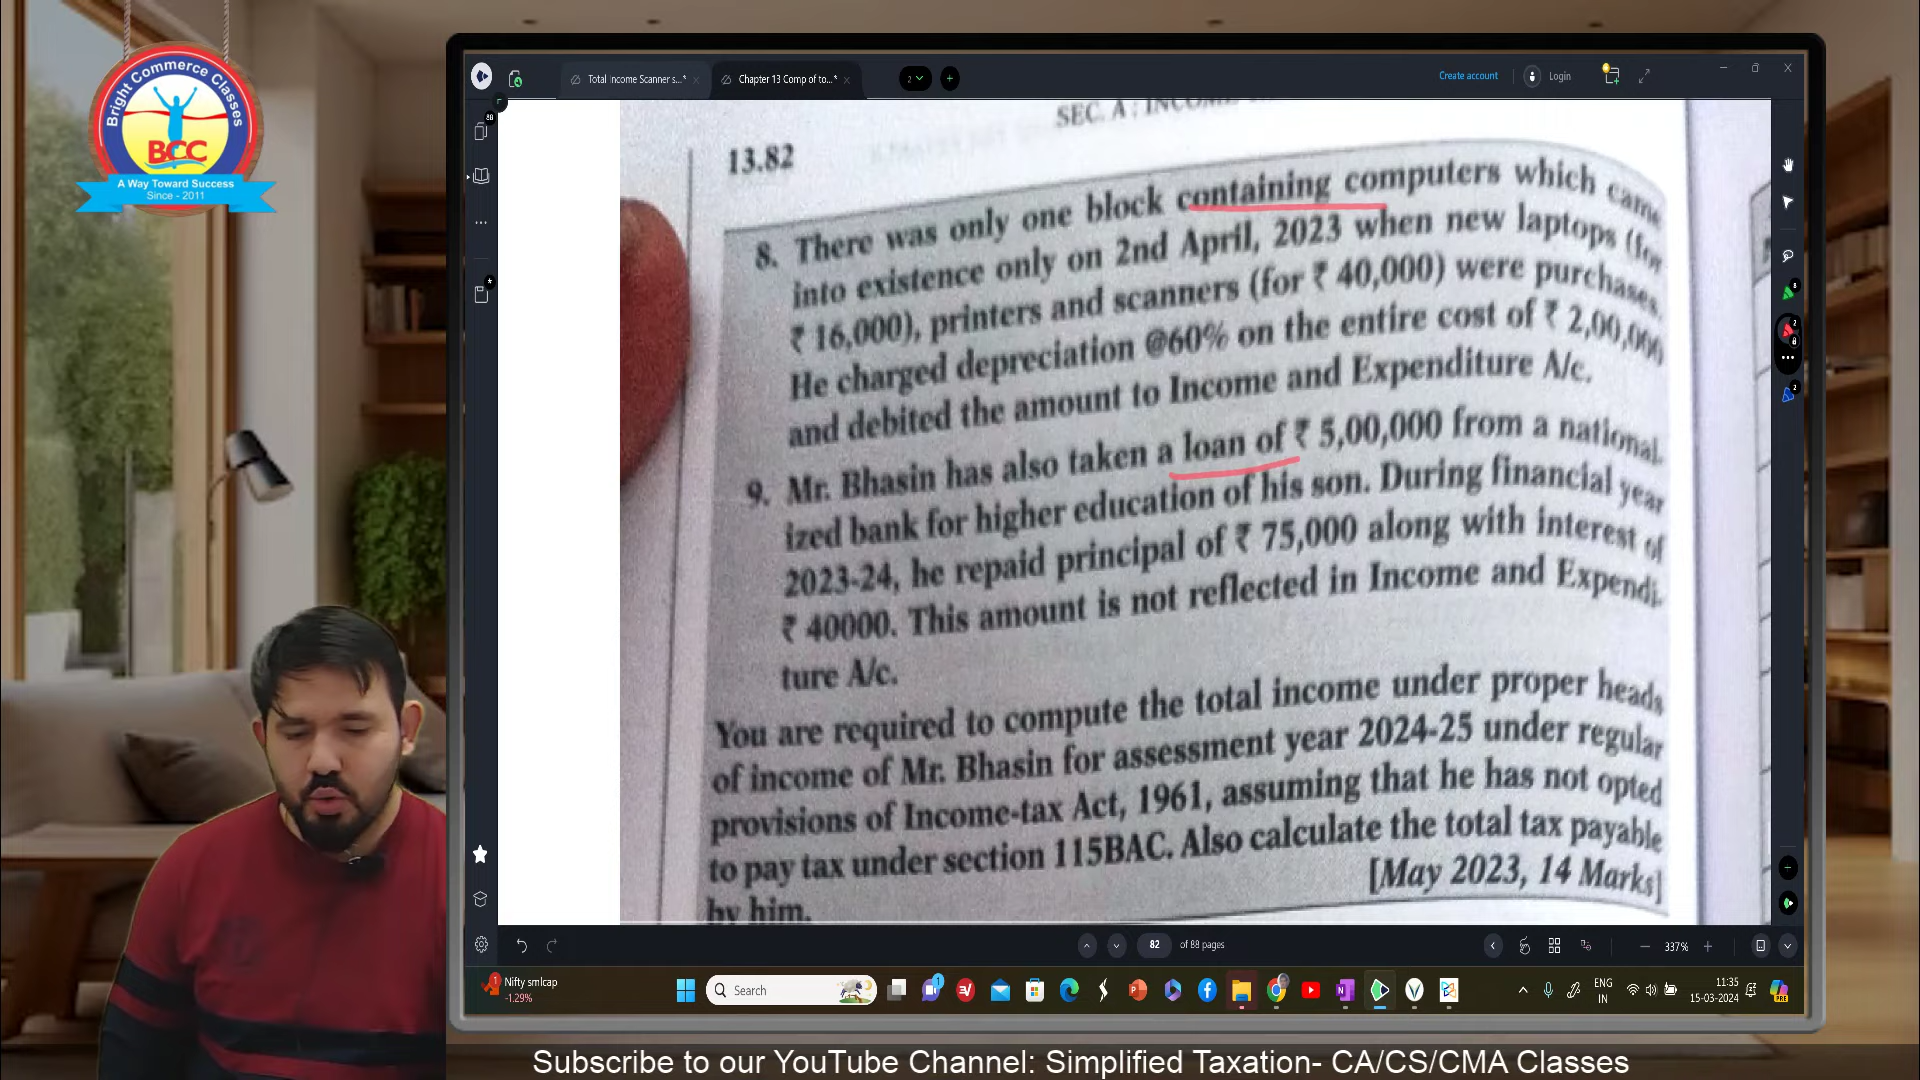 Bright Commerce Classes
BCC
A Way Toward Success
Since - 2011
Total Income Scanner s...*
Chapter 13 Comp of to...*
2
Create account
Login
88
SEC. A : INCOME
13.82
8. There was only one block containing computers which came
into existence only on 2nd April, 2023 when new laptops (for
₹ 16,000), printers and scanners (for ₹ 40,000) were purchases.
He charged depreciation @60% on the entire cost of ₹ 2,00,000
and debited the amount to Income and Expenditure A/c.
9. Mr. Bhasin has also taken a loan of ₹ 5,00,000 from a national-
ized bank for higher education of his son. During financial year
2023-24, he repaid principal of ₹ 75,000 along with interest of
₹ 40000. This amount is not reflected in Income and Expendi-
ture A/c.
You are required to compute the total income under proper heads
of income of Mr. Bhasin for assessment year 2024-25 under regular
provisions of Income-tax Act, 1961, assuming that he has not opted
to pay tax under section 115BAC. Also calculate the total tax payable
by him.
[May 2023, 14 Marks]
82 of 88 pages
337%
Nifty smlcap
-1.29%
Search
ENG
IN
11:35
15-03-2024
Subscribe to our YouTube Channel: Simplified Taxation- CA/CS/CMA Classes